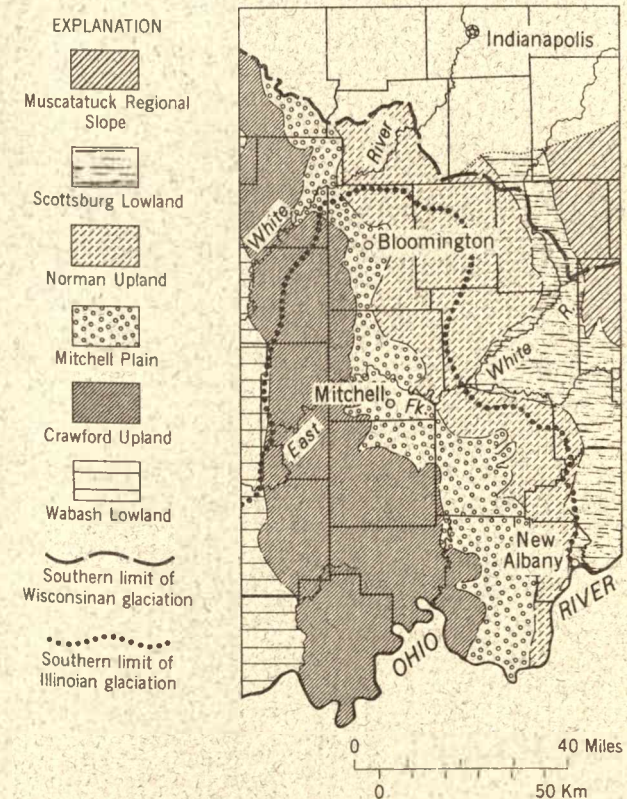 EXPLANATION
Muscatatuck Regional
Slope
Scottsburg Lowland
Norman Upland
Mitchell Plain
Crawford Upland
Wabash Lowland
Southern limit of
Wisconsinan glaciation
Southern limit of
Illinoian glaciation
Indianapolis
River
White
Bloomington
R.
White
Mitchell
Fk.
East
New
Albany
RIVER
OHIO
0 40 Miles
0 50 Km